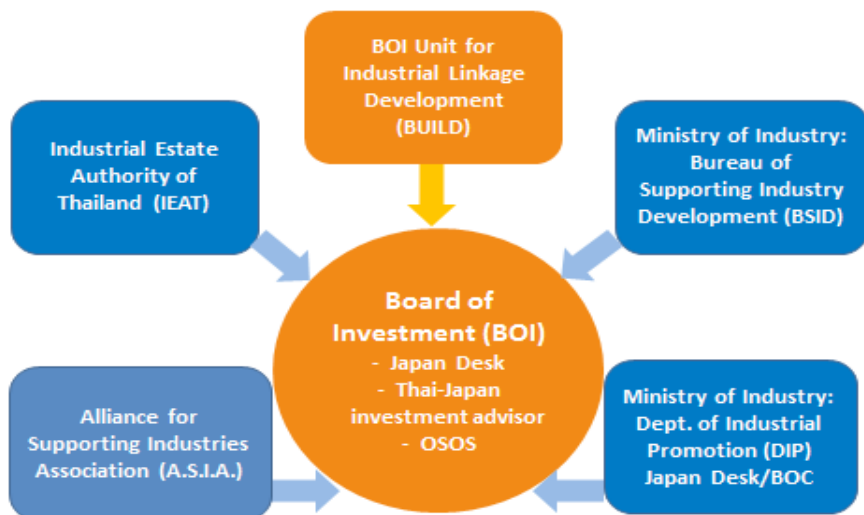 BOI Unit for
Industrial Linkage
Development
(BUILD)
Industrial Estate
Authority of
Thailand (IEAT)
Ministry of Industry:
Bureau of
Supporting Industry
Development (BSID)
Board of
Investment (BOI)
- Japan Desk
- Thai-Japan
investment advisor
- OSOS
Alliance for
Supporting Industries
Association (A.S.I.A.)
Ministry of Industry:
Dept. of Industrial
Promotion (DIP)
Japan Desk/BOC